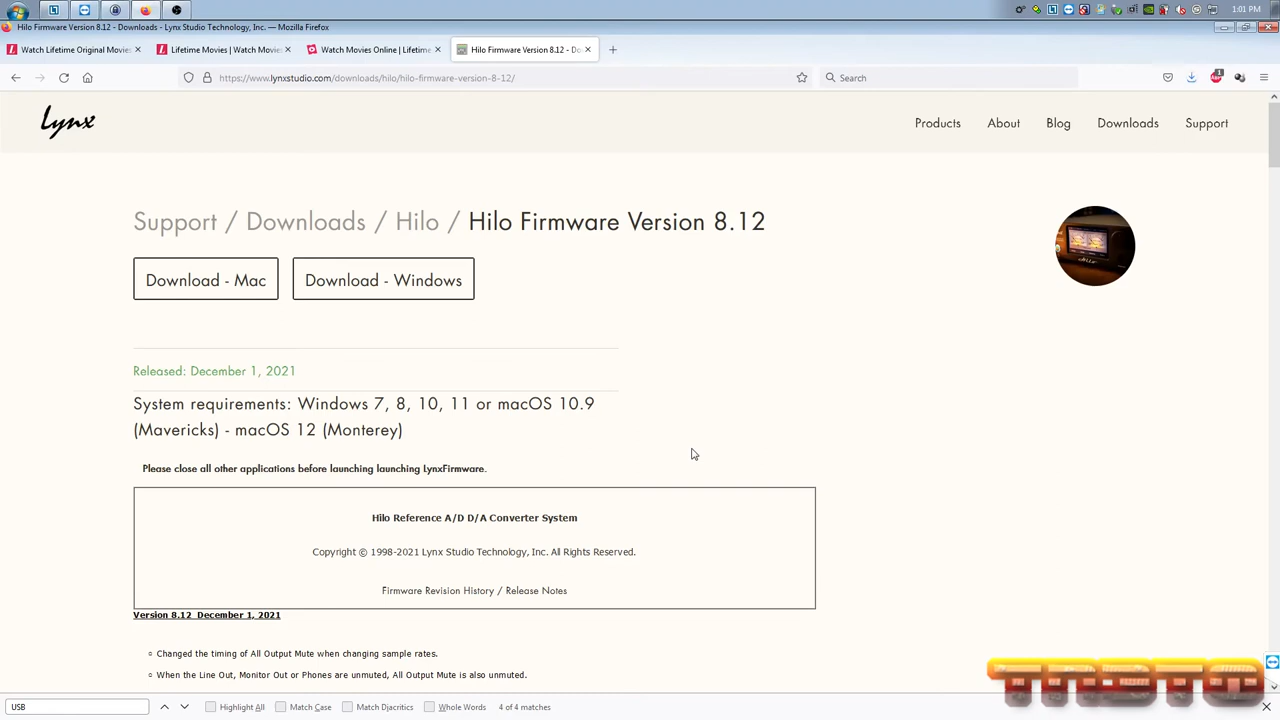 1:01 PM
Hilo Firmware Version 8.12 - Downloads - Lynx Studio Technology, Inc. — Mozilla Firefox
Watch Lifetime Original Movies
Lifetime Movies | Watch Movies
Watch Movies Online | Lifetime
Hilo Firmware Version 8.12 - Do
https://www.lynxstudio.com/downloads/hilo/hilo-firmware-version-8-12/
Search
Lynx
Products About Blog Downloads Support
Support / Downloads / Hilo / Hilo Firmware Version 8.12
Download - Mac Download - Windows
Released: December 1, 2021
System requirements: Windows 7, 8, 10, 11 or macOS 10.9
(Mavericks) - macOS 12 (Monterey)
Please close all other applications before launching launching LynxFirmware.
Hilo Reference A/D D/A Converter System
Copyright © 1998-2021 Lynx Studio Technology, Inc. All Rights Reserved.
Firmware Revision History / Release Notes
Version 8.12 December 1, 2021
Changed the timing of All Output Mute when changing sample rates.
When the Line Out, Monitor Out or Phones are unmuted, All Output Mute is also unmuted.
USB Highlight All Match Case Match Diacritics Whole Words 4 of 4 matches